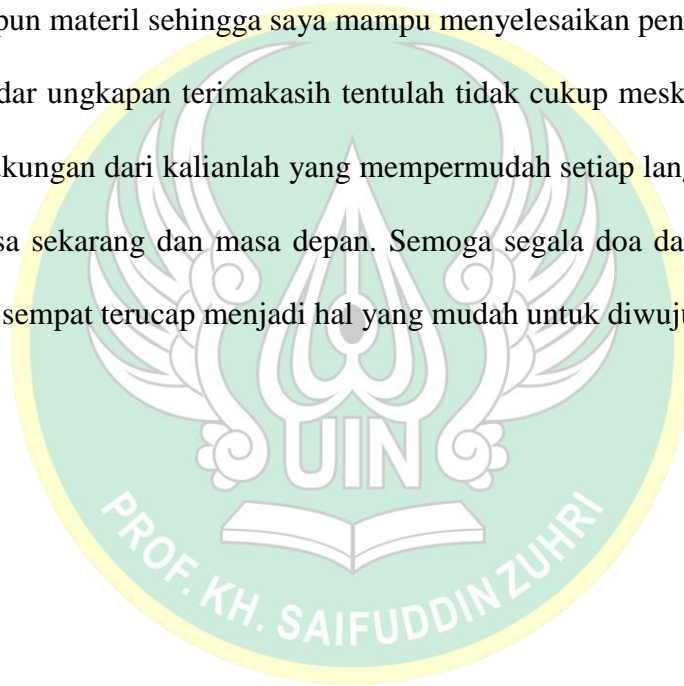 pun materil sehingga saya mampu menyelesaikan pen
dar ungkapan terimakasih tentulah tidak cukup mesk
kungan dari kalianlah yang mempermudah setiap lang
sa sekarang dan masa depan. Semoga segala doa da
sempat terucap menjadi hal yang mudah untuk diwuju
UIN
PROF. KH. SAIFUDDIN ZUHRI